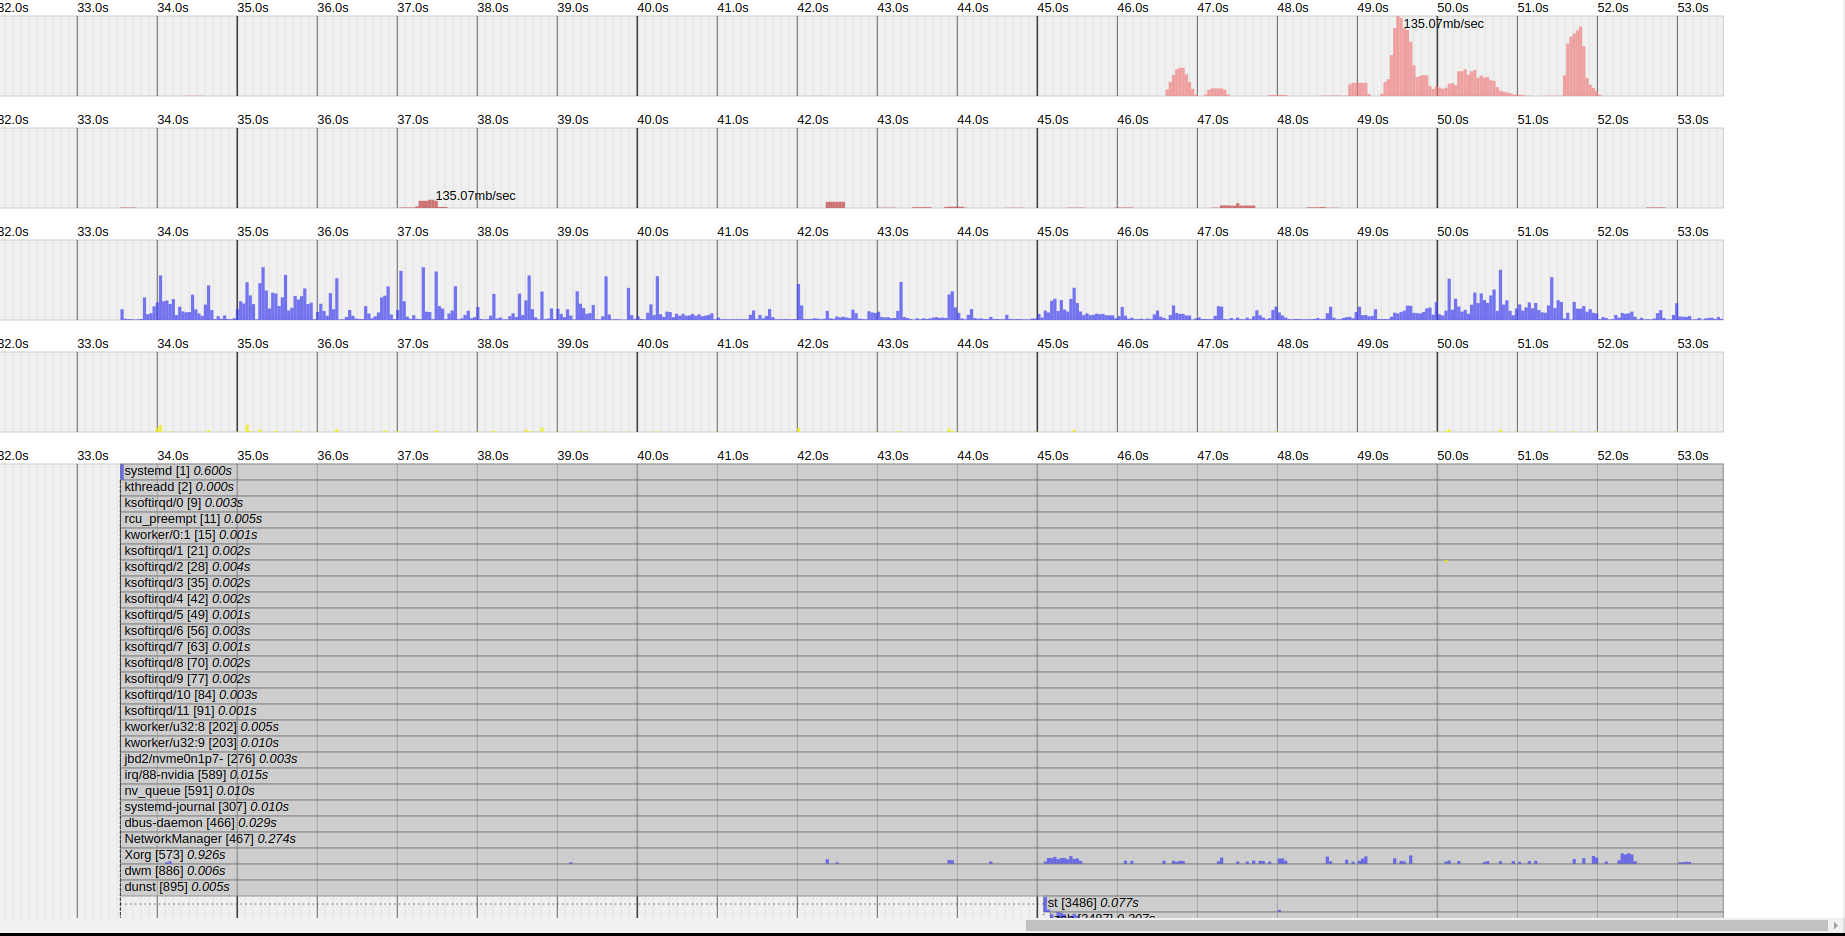 32.0s 33.0s 34.0s 35.0s 36.0s 37.0s 38.0s 39.0s 40.0s 41.0s 42.0s 43.0s 44.0s 45.0s 46.0s 47.0s 48.0s 49.0s 50.0s 51.0s 52.0s 53.0s
135.07mb/sec
32.0s 33.0s 34.0s 35.0s 36.0s 37.0s 38.0s 39.0s 40.0s 41.0s 42.0s 43.0s 44.0s 45.0s 46.0s 47.0s 48.0s 49.0s 50.0s 51.0s 52.0s 53.0s
135.07mb/sec
32.0s 33.0s 34.0s 35.0s 36.0s 37.0s 38.0s 39.0s 40.0s 41.0s 42.0s 43.0s 44.0s 45.0s 46.0s 47.0s 48.0s 49.0s 50.0s 51.0s 52.0s 53.0s
32.0s 33.0s 34.0s 35.0s 36.0s 37.0s 38.0s 39.0s 40.0s 41.0s 42.0s 43.0s 44.0s 45.0s 46.0s 47.0s 48.0s 49.0s 50.0s 51.0s 52.0s 53.0s
32.0s 33.0s 34.0s 35.0s 36.0s 37.0s 38.0s 39.0s 40.0s 41.0s 42.0s 43.0s 44.0s 45.0s 46.0s 47.0s 48.0s 49.0s 50.0s 51.0s 52.0s 53.0s
systemd [1] 0.600s
kthreadd [2] 0.000s
ksoftirqd/0 [9] 0.003s
rcu_preempt [11] 0.005s
kworker/0:1 [15] 0.001s
ksoftirqd/1 [21] 0.002s
ksoftirqd/2 [28] 0.004s
ksoftirqd/3 [35] 0.002s
ksoftirqd/4 [42] 0.002s
ksoftirqd/5 [49] 0.001s
ksoftirqd/6 [56] 0.003s
ksoftirqd/7 [63] 0.001s
ksoftirqd/8 [70] 0.002s
ksoftirqd/9 [77] 0.002s
ksoftirqd/10 [84] 0.003s
ksoftirqd/11 [91] 0.001s
kworker/u32:8 [202] 0.005s
kworker/u32:9 [203] 0.010s
jbd2/nvme0n1p7- [276] 0.003s
irq/88-nvidia [589] 0.015s
nv_queue [591] 0.010s
systemd-journal [307] 0.010s
dbus-daemon [466] 0.029s
NetworkManager [467] 0.274s
Xorg [573] 0.926s
dwm [886] 0.006s
dunst [895] 0.005s
st [3486] 0.077s